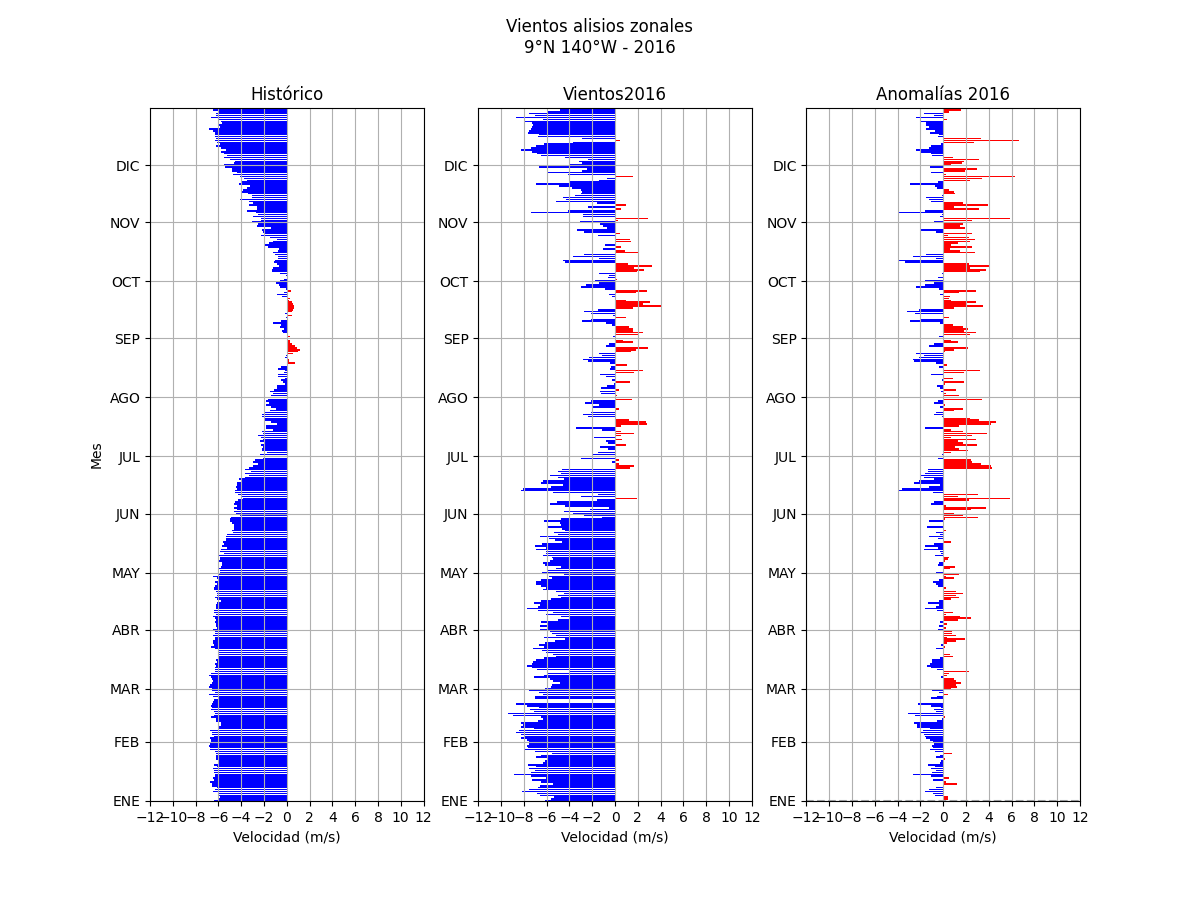 Vientos alisios zonales
9°N 140°W - 2016
Histórico
Vientos2016
Anomalías 2016
Mes
DIC
NOV
OCT
SEP
AGO
JUL
JUN
MAY
ABR
MAR
FEB
ENE
−12 −10 −8 −6 −4 −2 0 2 4 6 8 10 12
Velocidad (m/s)
DIC
NOV
OCT
SEP
AGO
JUL
JUN
MAY
ABR
MAR
FEB
ENE
−12 −10 −8 −6 −4 −2 0 2 4 6 8 10 12
Velocidad (m/s)
DIC
NOV
OCT
SEP
AGO
JUL
JUN
MAY
ABR
MAR
FEB
ENE
−12 −10 −8 −6 −4 −2 0 2 4 6 8 10 12
Velocidad (m/s)